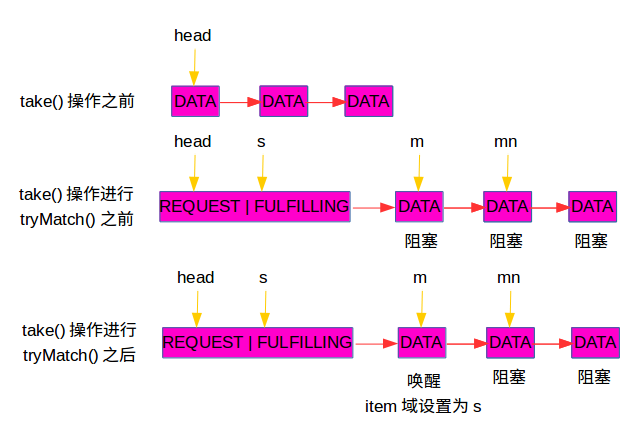 head
take() 操作之前
DATA DATA DATA
head s m mn
take() 操作进行
tryMatch() 之前
REQUEST | FULFILLING DATA DATA DATA
阻塞 阻塞 阻塞
head s m mn
take() 操作进行
tryMatch() 之后
REQUEST | FULFILLING DATA DATA DATA
唤醒 阻塞 阻塞
item 域设置为 s